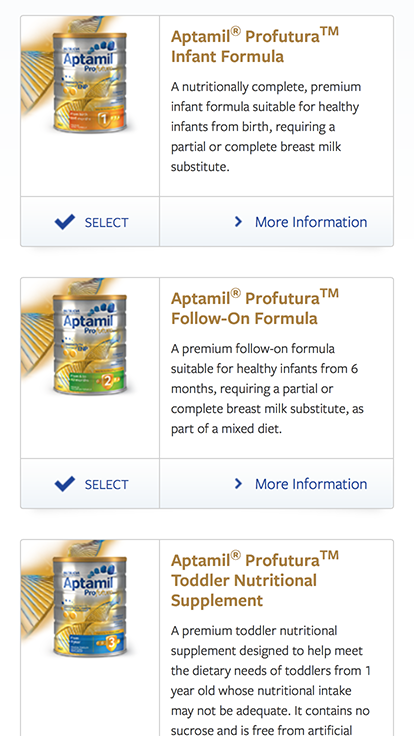 Aptamil® Profutura™
Infant Formula
A nutritionally complete, premium
infant formula suitable for healthy
infants from birth, requiring a
partial or complete breast milk
substitute.
Aptamil
Profutura
1
SELECT
More Information
Aptamil® Profutura™
Follow-On Formula
A premium follow-on formula
suitable for healthy infants from 6
months, requiring a partial or
complete breast milk substitute, as
part of a mixed diet.
Aptamil
Profutura
2
SELECT
More Information
Aptamil® Profutura™
Toddler Nutritional
Supplement
A premium toddler nutritional
supplement designed to help meet
the dietary needs of toddlers from 1
year old whose nutritional intake
may not be adequate. It contains no
sucrose and is free from artificial
Aptamil
Profutura
3